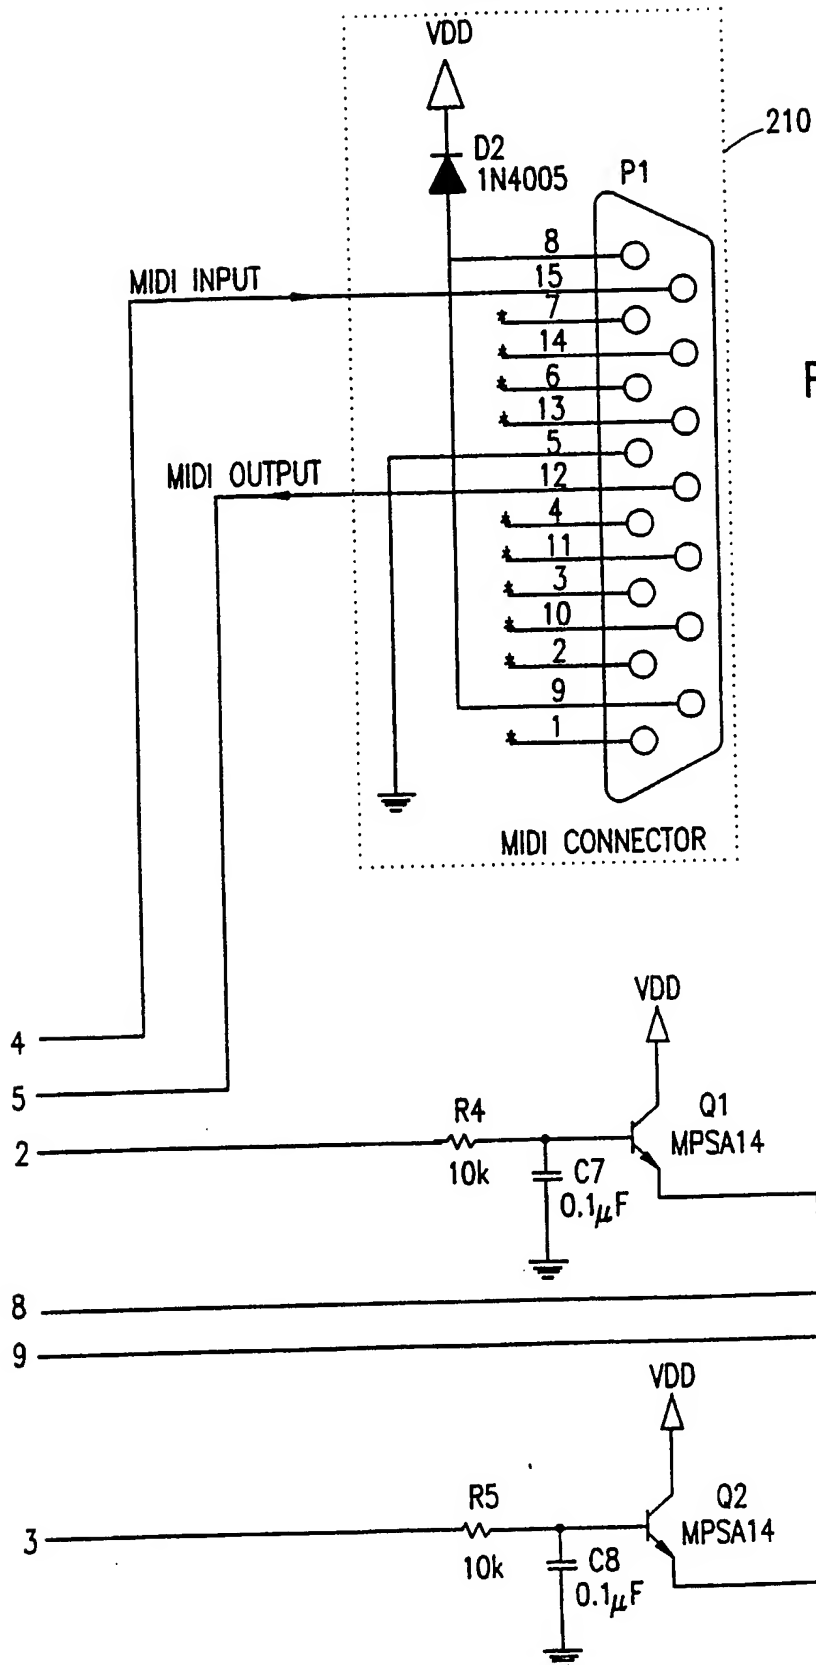 VDD
210
D2
1N4005
P1
8
MIDI INPUT
15
*
7
*
14
*
6
*
13
5
MIDI OUTPUT
12
*
4
*
11
*
3
*
10
*
2
9
*
1
MIDI CONNECTOR
VDD
4
5
R4
Q1
2
MPSA14
10k
C7
0.1μF
8
9
VDD
R5
Q2
3
MPSA14
10k
C8
0.1μF